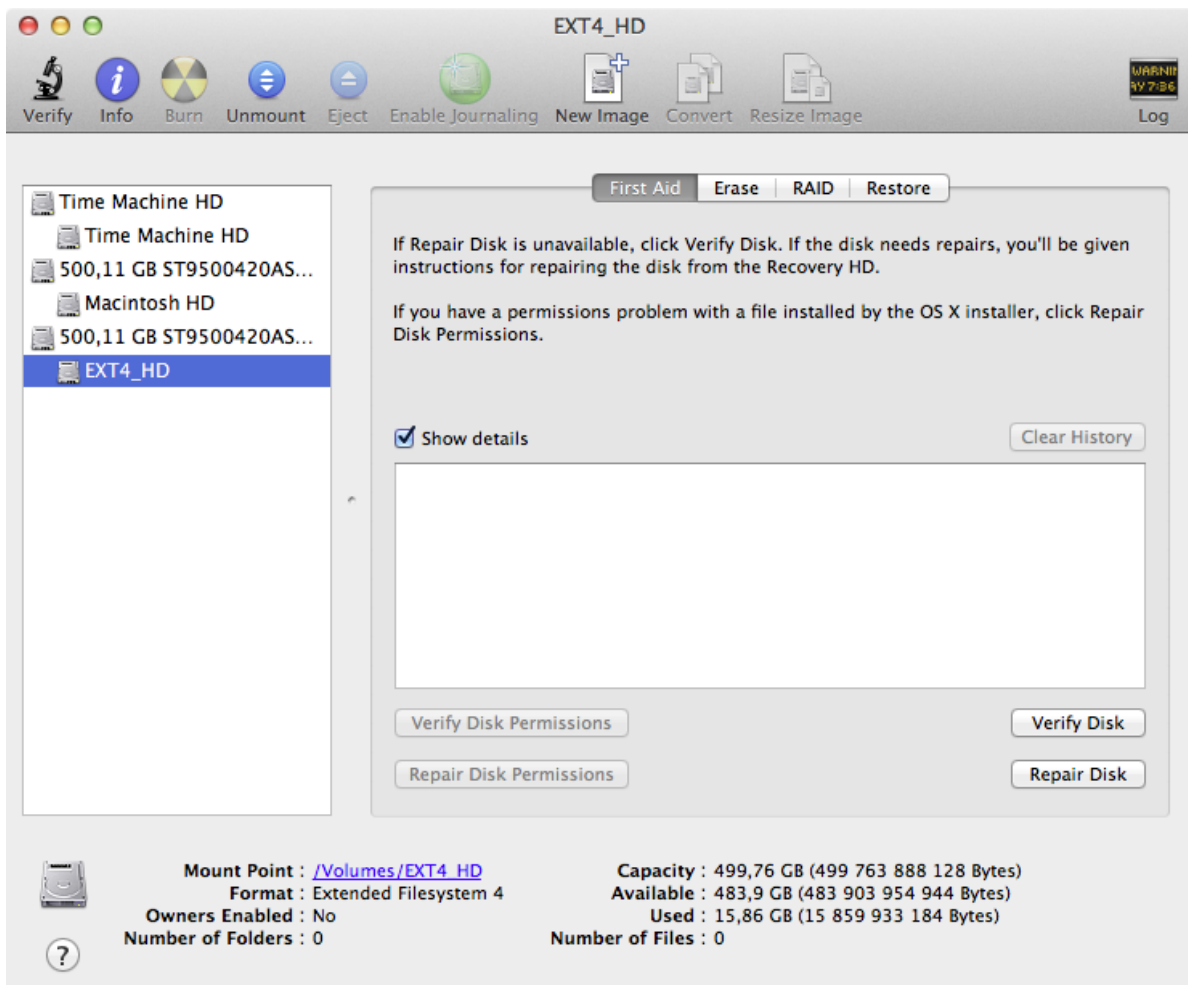 EXT4_HD
Verify Info Burn Unmount Eject Enable Journaling New Image Convert Resize Image Log
WARNIN
AY 7:36
First Aid Erase RAID Restore
Time Machine HD
Time Machine HD
500,11 GB ST9500420AS...
Macintosh HD
500,11 GB ST9500420AS...
EXT4_HD
If Repair Disk is unavailable, click Verify Disk. If the disk needs repairs, you'll be given
instructions for repairing the disk from the Recovery HD.
If you have a permissions problem with a file installed by the OS X installer, click Repair
Disk Permissions.
Show details
Clear History
Verify Disk Permissions
Verify Disk
Repair Disk Permissions
Repair Disk
Mount Point : /Volumes/EXT4_HD
Format : Extended Filesystem 4
Owners Enabled : No
Number of Folders : 0
Capacity : 499,76 GB (499 763 888 128 Bytes)
Available : 483,9 GB (483 903 954 944 Bytes)
Used : 15,86 GB (15 859 933 184 Bytes)
Number of Files : 0
?